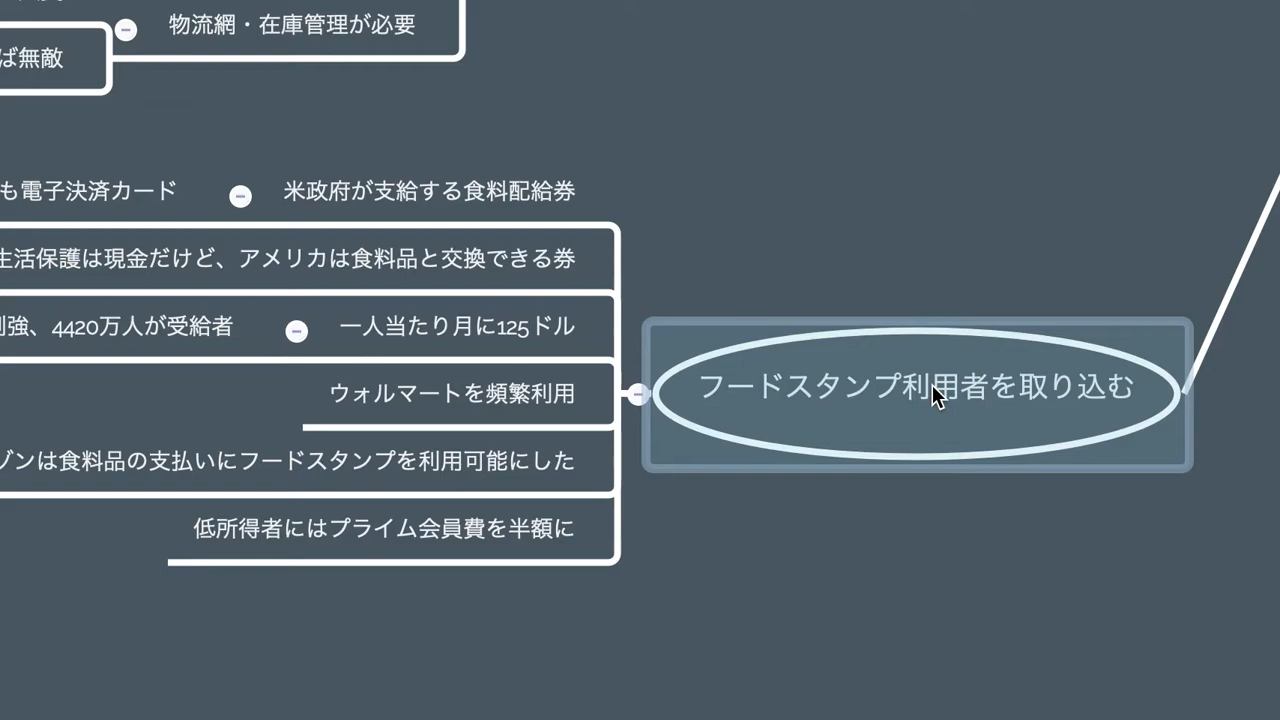 物流網・在庫管理が必要
ば無敵
も電子決済カード
米政府が支給する食料配給券
生活保護は現金だけど、アメリカは食料品と交換できる券
強、4420万人が受給者
一人当たり月に125ドル
ウォルマートを頻繁利用
フードスタンプ利用者を取り込む
ゾンは食料品の支払いにフードスタンプを利用可能にした
低所得者にはプライム会員費を半額に